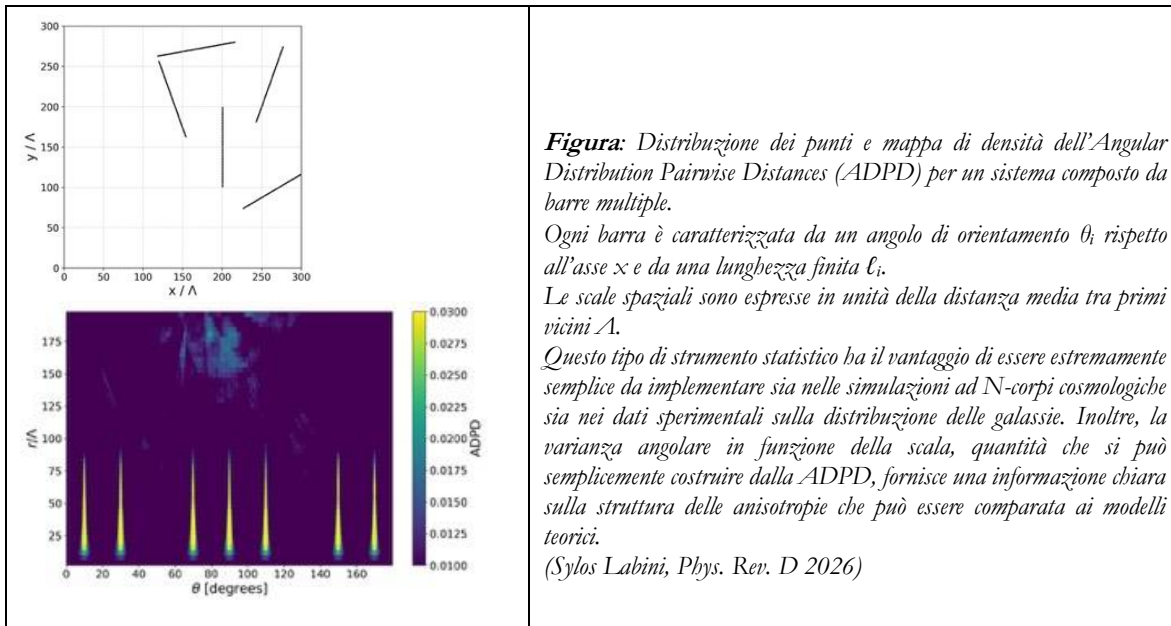 300
250
200
150
100
50
0
y / Λ
0 50 100 150 200 250 300
x / Λ
175
150
125
100
75
50
25
r/Λ
0 20 40 60 80 100 120 140 160
θ [degrees]
0.0300
0.0275
0.0250
0.0225
0.0200
0.0175
0.0150
0.0125
0.0100
ADPD
Figura: Distribuzione dei punti e mappa di densità dell'Angular
Distribution Pairwise Distances (ADPD) per un sistema composto da
barre multiple.
Ogni barra è caratterizzata da un angolo di orientamento θi rispetto
all'asse x e da una lunghezza finita ℓi.
Le scale spaziali sono espresse in unità della distanza media tra primi
vicini Λ.
Questo tipo di strumento statistico ha il vantaggio di essere estremamente
semplice da implementare sia nelle simulazioni ad N-corpi cosmologiche
sia nei dati sperimentali sulla distribuzione delle galassie. Inoltre, la
varianza angolare in funzione della scala, quantità che si può
semplicemente costruire dalla ADPD, fornisce una informazione chiara
sulla struttura delle anisotropie che può essere comparata ai modelli
teorici.
(Sylos Labini, Phys. Rev. D 2026)